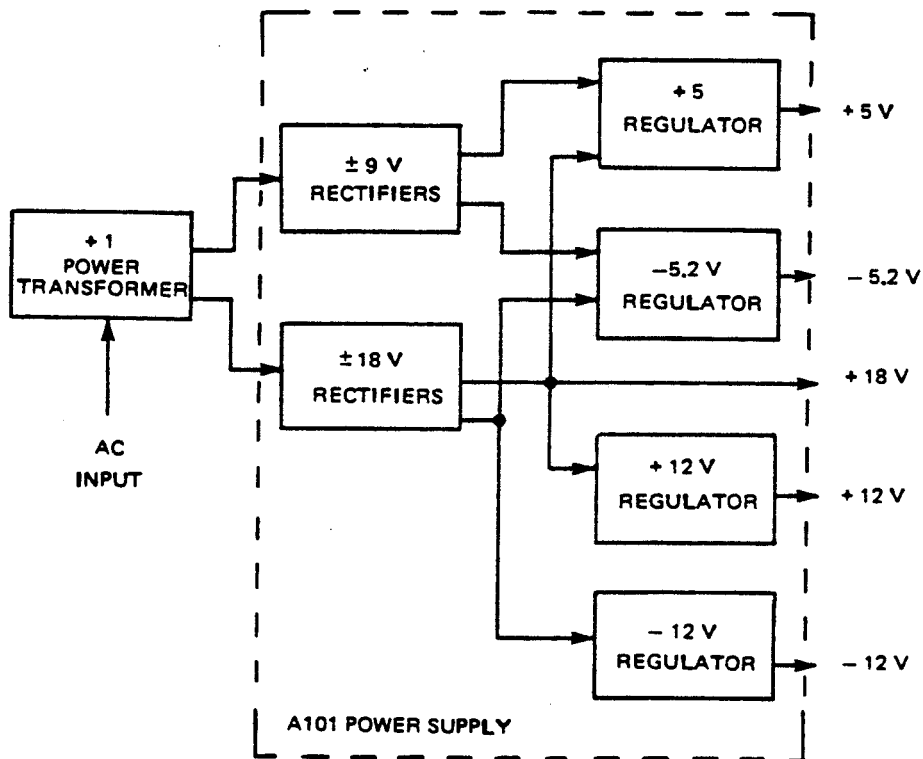 + 5
REGULATOR
+5 V
± 9 V
RECTIFIERS
+ 1
POWER
TRANSFORMER
–5.2 V
REGULATOR
– 5.2 V
± 18 V
RECTIFIERS
+ 18 V
AC
INPUT
+ 12 V
REGULATOR
+ 12 V
– 12 V
REGULATOR
– 12 V
A101 POWER SUPPLY